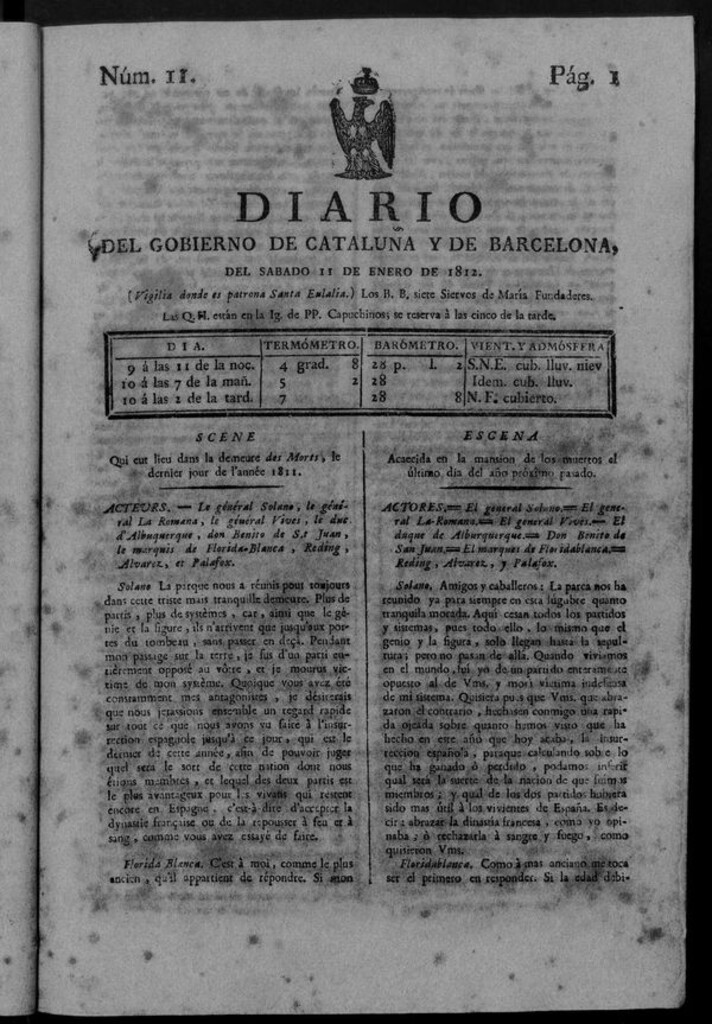 Núm. 11.
Pág. 1
DIARIO
DEL GOBIERNO DE CATALUÑA Y DE BARCELONA,
DEL SABADO 11 DE ENERO DE 1812.
(Vigilia donde es patrona Santa Eulalia.) Los B. B. siete Siervos de María Fundadores.
Las Q. H. están en la Ig. de PP. Capuchinos; se reserva á las cinco de la tarde.
DIA. TERMÓMETRO. BARÓMETRO. VIENT. Y ADMÓSFERA
9 á las 11 de la noc. 4 grad. 8 28 p. l. 2 S.N.E. cub. lluv. niev
10 á las 7 de la mañ. 5 2 28 Idem. cub. lluv.
10 á las 2 de la tard. 7 28 8 N. F. cubierto.
SCÈNE
Qui eut lieu dans la demeure des Morts, le
dernier jour de l'année 1811.
ACTEURS. — Le général Solano, le géné-
ral La Romana, le général Vives, le duc
d'Albuquerque, don Benito de S.t Juan,
le marquis de Florida-Blanca, Reding,
Alvarez, et Palafox.
Solano La parque nous a réunis pour toujours
dans cette triste mais tranquille demeure. Plus de
partis, plus de systèmes, car, ainsi que le gé-
nie et la figure, ils n'arrivent que jusqu'aux por-
tes du tombeau, sans passer en deçà. Pendant
mon passage sur la terre, je fus d'un parti en-
tièrement opposé au vôtre, et je mourus vic-
time de mon système. Quoique vous avez été
constamment mes antagonistes, je désirerais
que nous jetassions ensemble un regard rapide
sur tout ce que nous avons vu faire à l'insur-
rection espagnole jusqu'à ce jour, qui est le
dernier de cette année, afin de pouvoir juger
quel sera le sort de cette nation dont nous
étions membres, et lequel des deux partis est
le plus avantageux pour les vivans qui restent
encore en Espagne, c'est-à-dire d'accepter la
dynastie française ou de la repousser à feu et à
sang, comme vous avez essayé de faire.
Florida Blanca. C'est à moi, comme le plus
ancien, qu'il appartient de répondre. Si mon
ESCENA
Acaecida en la mansion de los muertos el
último dia del año próximo pasado.
ACTORES.= El general Solano.= El gene-
ral La-Romana.= El general Vives.= El
duque de Alburquerque.= Don Benito de
San Juan.= El marques de Floridablanca.=
Reding, Alvarez, y Palafox.
Solano. Amigos y caballeros: La parca nos ha
reunido ya para siempre en esta lúgubre quanto
tranquila morada. Aqui cesan todos los partidos
y sistemas, pues todo ello, lo mismo que el
genio y la figura, solo llegan hasta la sepul-
tura; pero no pasan de allá. Quando vivíamos
en el mundo, fui yo de un partido enteramente
opuesto al de Vms. y morí víctima indefensa
de mi sistema. Quisiera pues que Vms. que abra-
zaron el contrario, hechasen conmigo una rapi-
da ojeada sobre quanto hemos visto que ha
hecho en este año que hoy acaba, la insur-
reccion española, paraque calculando sobre lo
que ha ganado ó perdido, podamos inferir
qual será la suerte de la nacion de que fuimos
miembros; y qual de los dos partidos hubiera
sido mas útil á los vivientes de España. Es de-
cir: abrazar la dinastía francesa, como yo opi-
naba; ó rechazarla á sangre y fuego, como
quisieron Vms.
Floridablanca. Como á mas anciano me toca
ser el primero en responder. Si la edad debi-